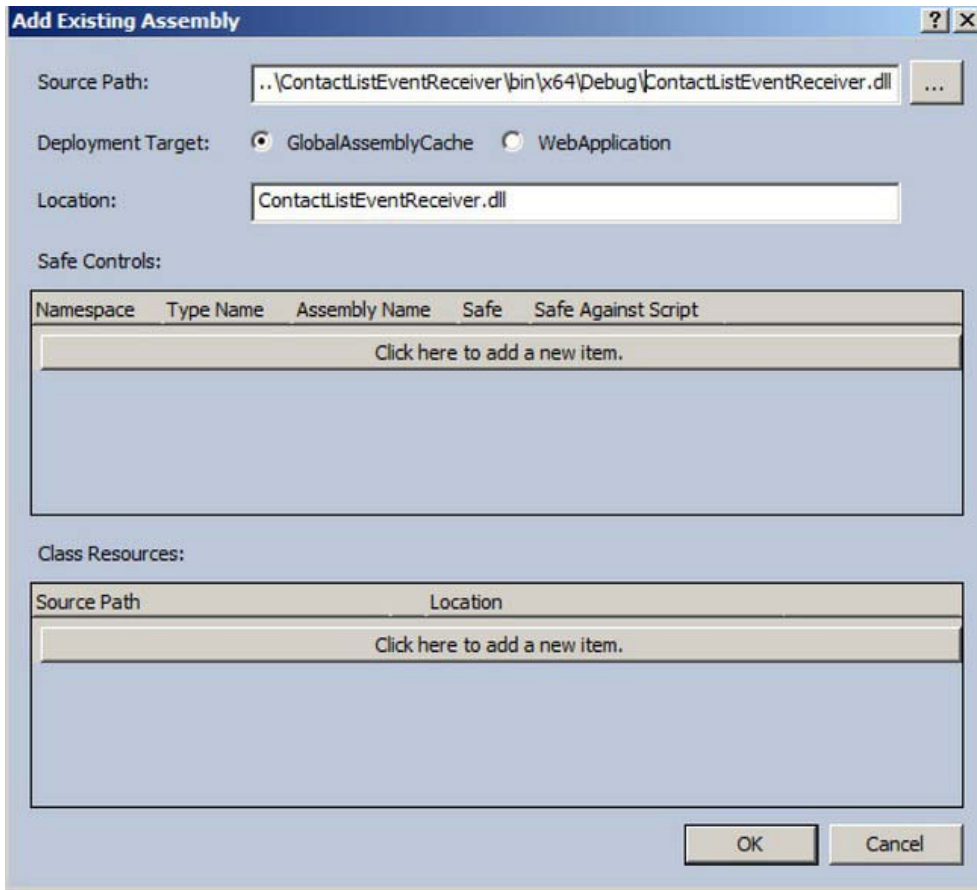 Add Existing Assembly
Source Path: ..\ContactListEventReceiver\bin\x64\Debug\ContactListEventReceiver.dll ...
Deployment Target: GlobalAssemblyCache WebApplication
Location: ContactListEventReceiver.dll
Safe Controls:
Namespace Type Name Assembly Name Safe Safe Against Script
Click here to add a new item.
Class Resources:
Source Path Location
Click here to add a new item.
OK Cancel